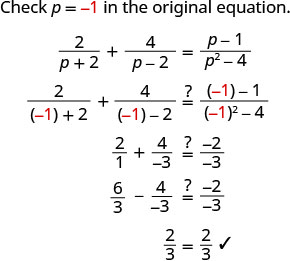 Check p = −1 in the original equation.
2/(p + 2) + 4/(p − 2) = (p − 1)/(p² − 4)
2/((−1) + 2) + 4/((−1) − 2) ≟ ((−1) − 1)/((−1)² − 4)
2/1 + 4/−3 ≟ −2/−3
6/3 − 4/−3 ≟ −2/−3
2/3 = 2/3 ✓